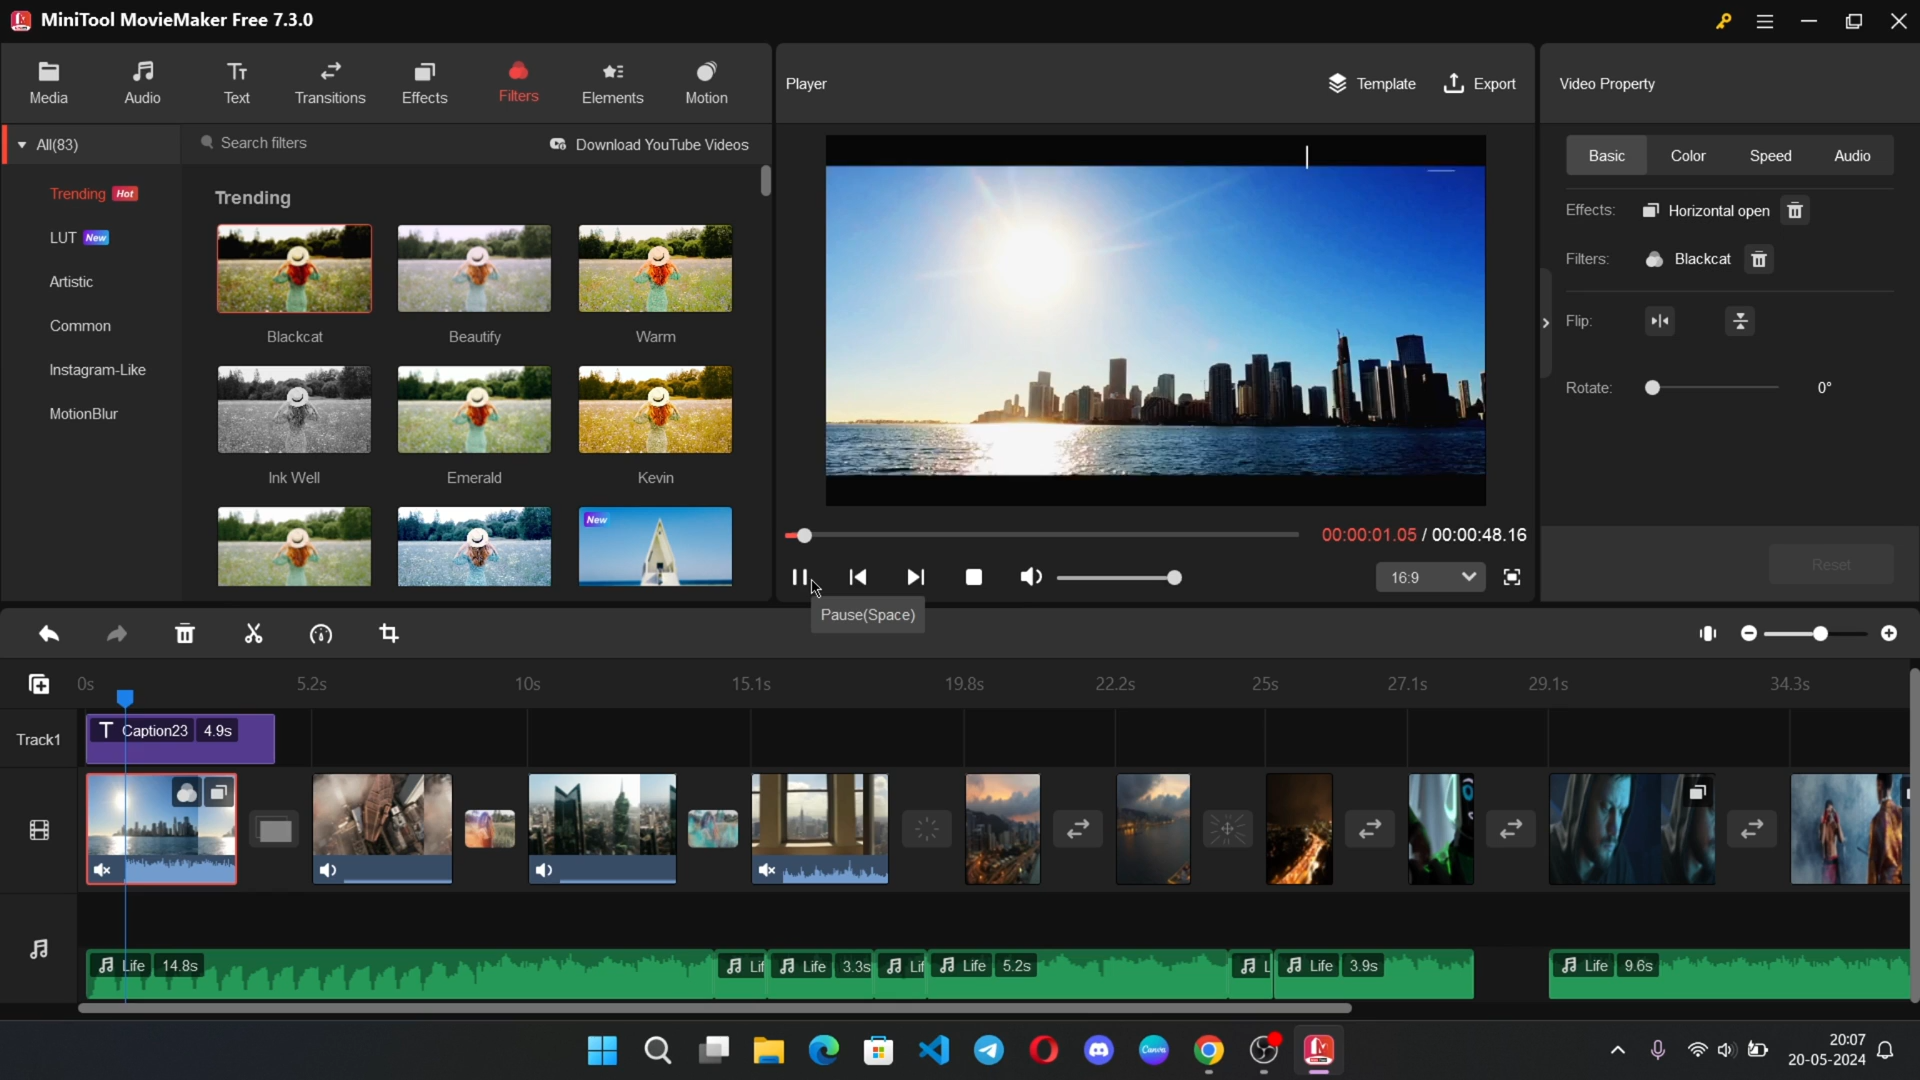 MiniTool MovieMaker Free 7.3.0
Media
Audio
Text
Transitions
Effects
Filters
Elements
Motion
Player
Template
Export
Video Property
All(83)
Search filters
Download YouTube Videos
Trending Hot
LUT New
Artistic
Common
Instagram-Like
MotionBlur
Trending
Blackcat
Beautify
Warm
Ink Well
Emerald
Kevin
New
00:00:01.05 / 00:00:48.16
16:9
Pause(Space)
Basic
Color
Speed
Audio
Effects: Horizontal open
Filters: Blackcat
Flip:
Rotate: 0°
Reset
0s
5.2s
10s
15.1s
19.8s
22.2s
25s
27.1s
29.1s
34.3s
Track1
Caption23 4.9s
Life 14.8s
Lif
Life 3.3s
Lif
Life 5.2s
L
Life 3.9s
Life 9.6s
Canva
20:07
20-05-2024